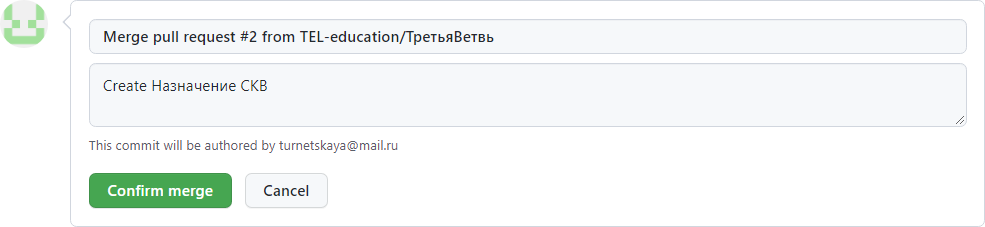 Merge pull request #2 from TEL-education/ТретьяВетвь
Create Назначение СКВ
This commit will be authored by turnetskaya@mail.ru
Confirm merge
Cancel